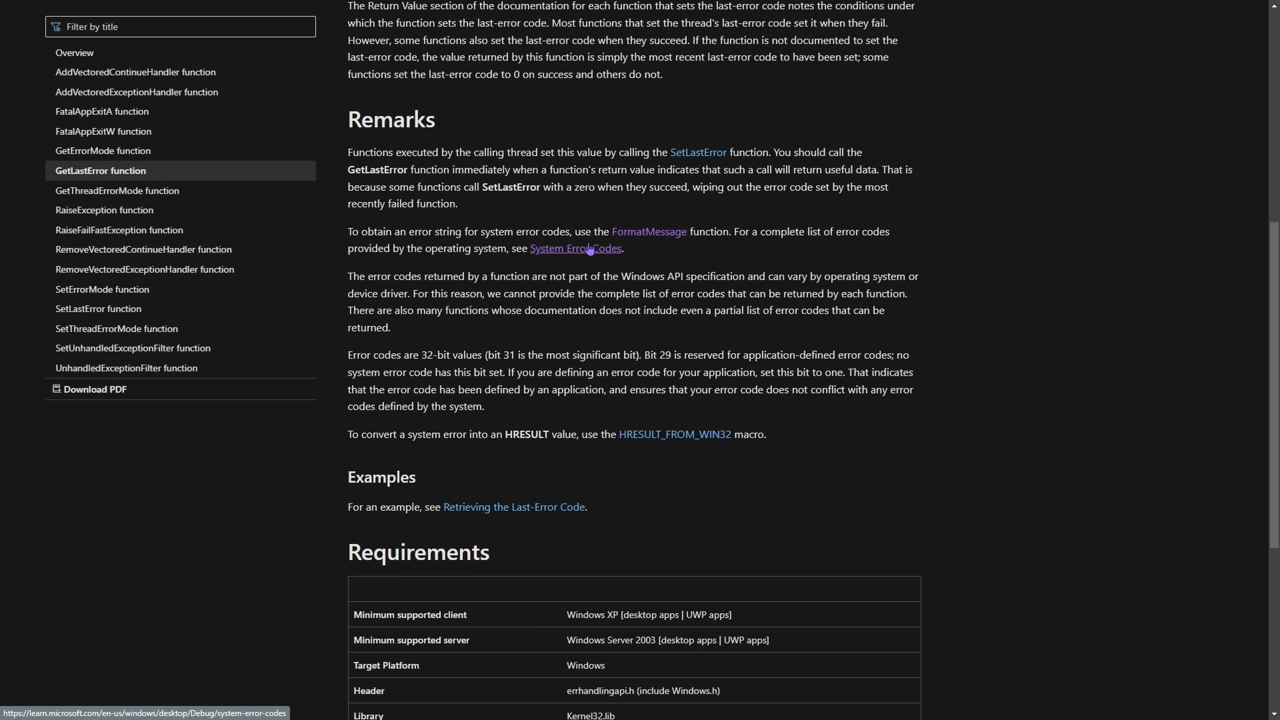 Filter by title
Overview
AddVectoredContinueHandler function
AddVectoredExceptionHandler function
FatalAppExitA function
FatalAppExitW function
GetErrorMode function
GetLastError function
GetThreadErrorMode function
RaiseException function
RaiseFailFastException function
RemoveVectoredContinueHandler function
RemoveVectoredExceptionHandler function
SetErrorMode function
SetLastError function
SetThreadErrorMode function
SetUnhandledExceptionFilter function
UnhandledExceptionFilter function
Download PDF
The Return Value section of the documentation for each function that sets the last-error code notes the conditions under
which the function sets the last-error code. Most functions that set the thread's last-error code set it when they fail.
However, some functions also set the last-error code when they succeed. If the function is not documented to set the
last-error code, the value returned by this function is simply the most recent last-error code to have been set; some
functions set the last-error code to 0 on success and others do not.
Remarks
Functions executed by the calling thread set this value by calling the SetLastError function. You should call the
GetLastError function immediately when a function's return value indicates that such a call will return useful data. That is
because some functions call SetLastError with a zero when they succeed, wiping out the error code set by the most
recently failed function.
To obtain an error string for system error codes, use the FormatMessage function. For a complete list of error codes
provided by the operating system, see System Error Codes.
The error codes returned by a function are not part of the Windows API specification and can vary by operating system or
device driver. For this reason, we cannot provide the complete list of error codes that can be returned by each function.
There are also many functions whose documentation does not include even a partial list of error codes that can be
returned.
Error codes are 32-bit values (bit 31 is the most significant bit). Bit 29 is reserved for application-defined error codes; no
system error code has this bit set. If you are defining an error code for your application, set this bit to one. That indicates
that the error code has been defined by an application, and ensures that your error code does not conflict with any error
codes defined by the system.
To convert a system error into an HRESULT value, use the HRESULT_FROM_WIN32 macro.
Examples
For an example, see Retrieving the Last-Error Code.
Requirements
Minimum supported client Windows XP [desktop apps | UWP apps]
Minimum supported server Windows Server 2003 [desktop apps | UWP apps]
Target Platform Windows
Header errhandlingapi.h (include Windows.h)
Library Kernel32.lib
https://learn.microsoft.com/en-us/windows/desktop/Debug/system-error-codes